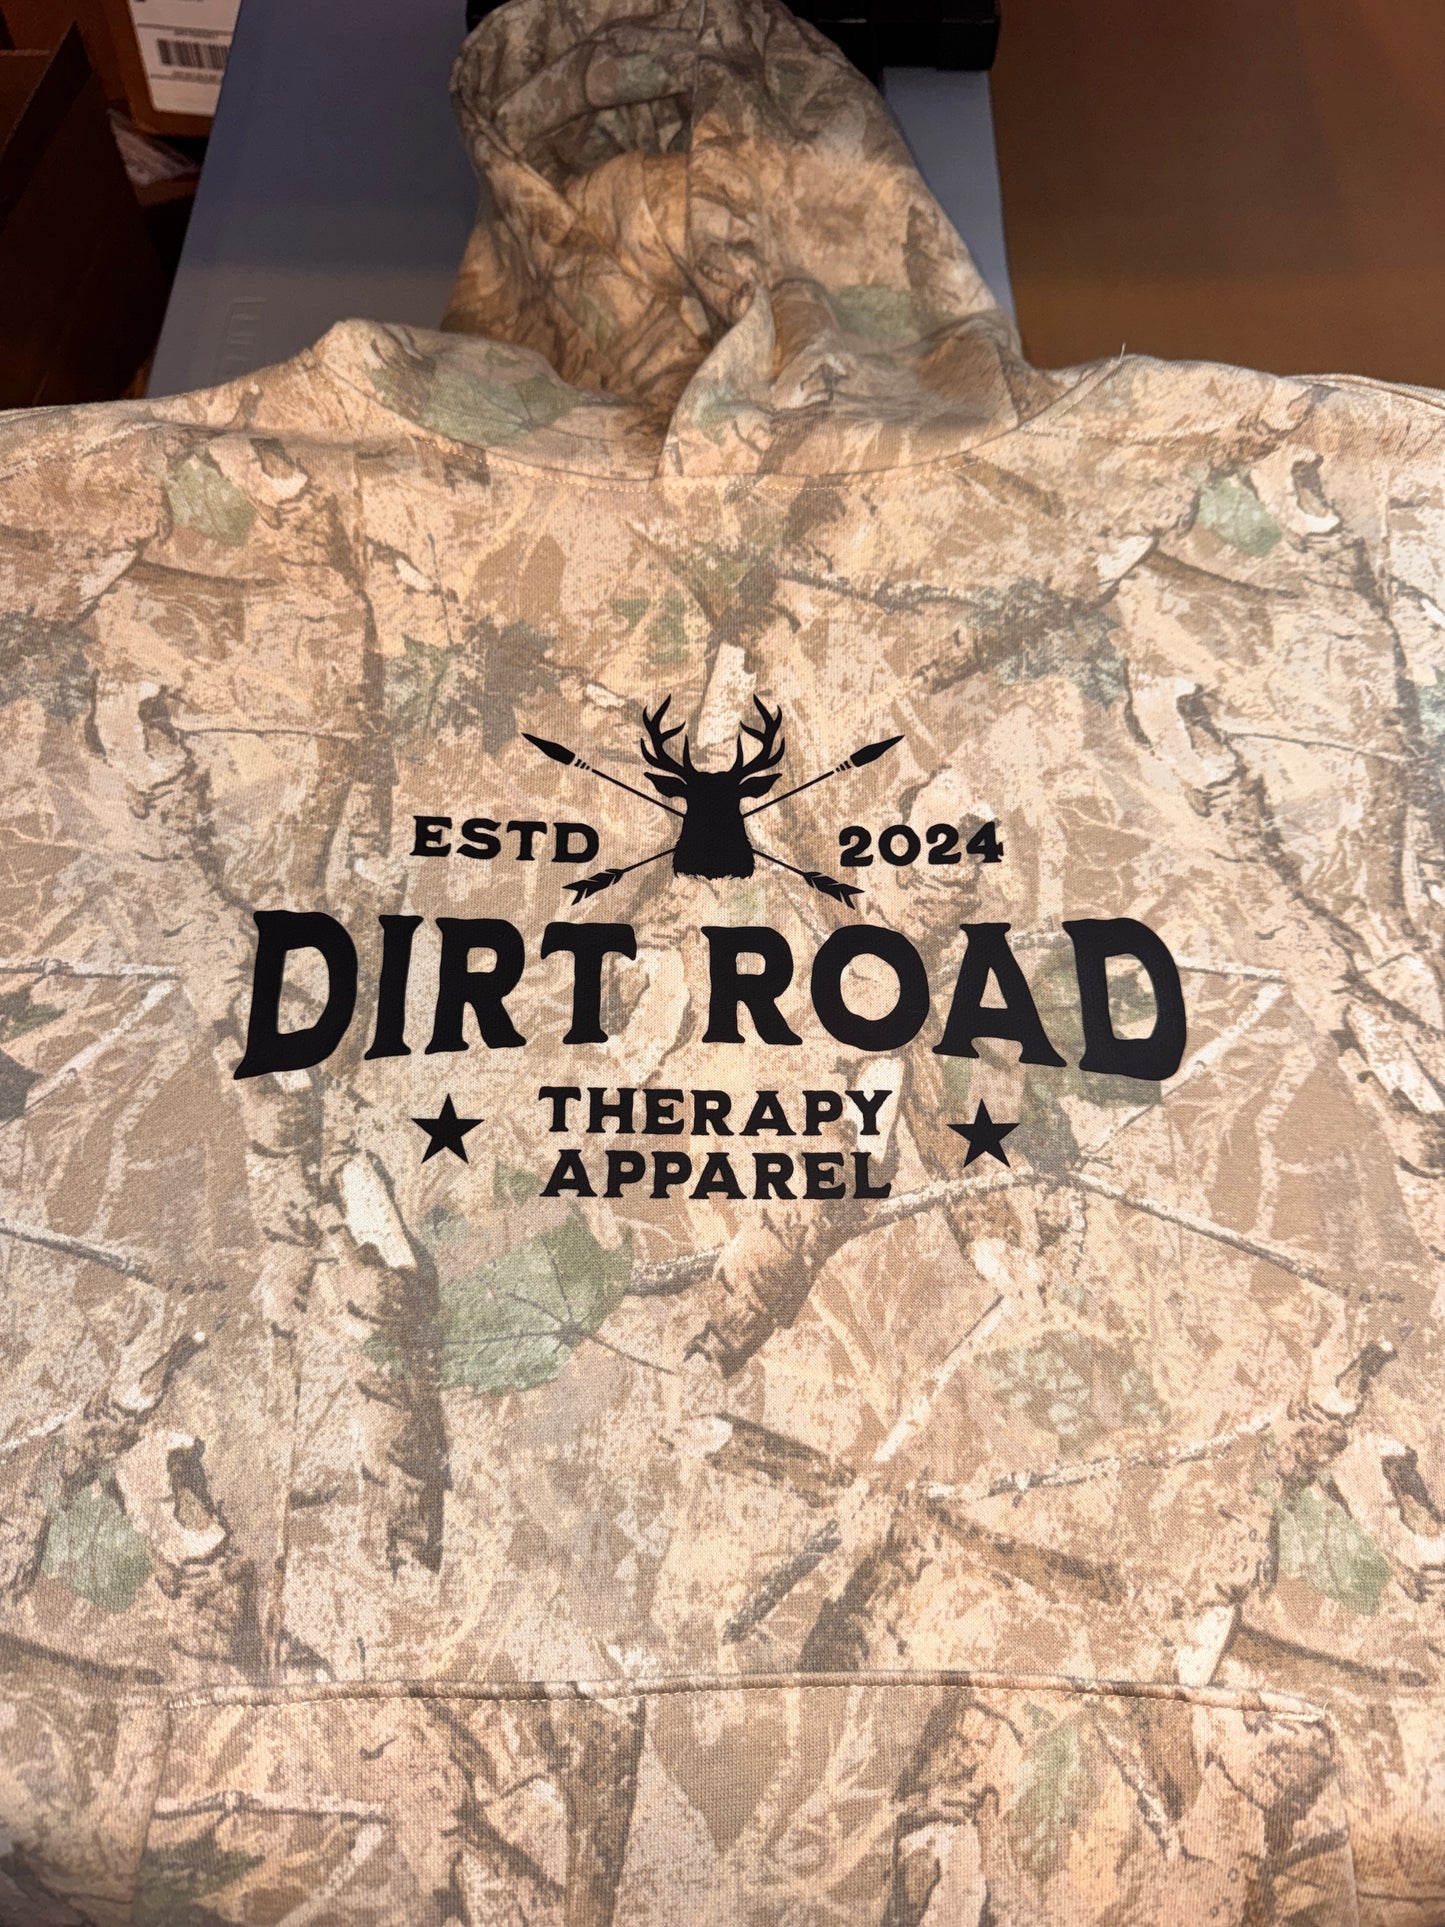 ESTD 2024
DIRT ROAD
THERAPY
APPAREL